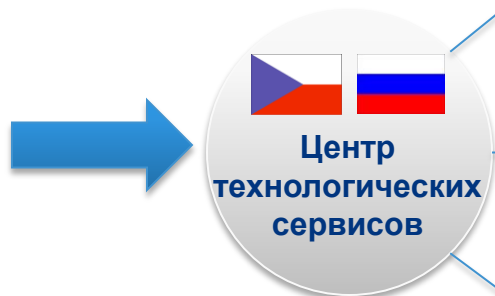 Центр
технологических
сервисов